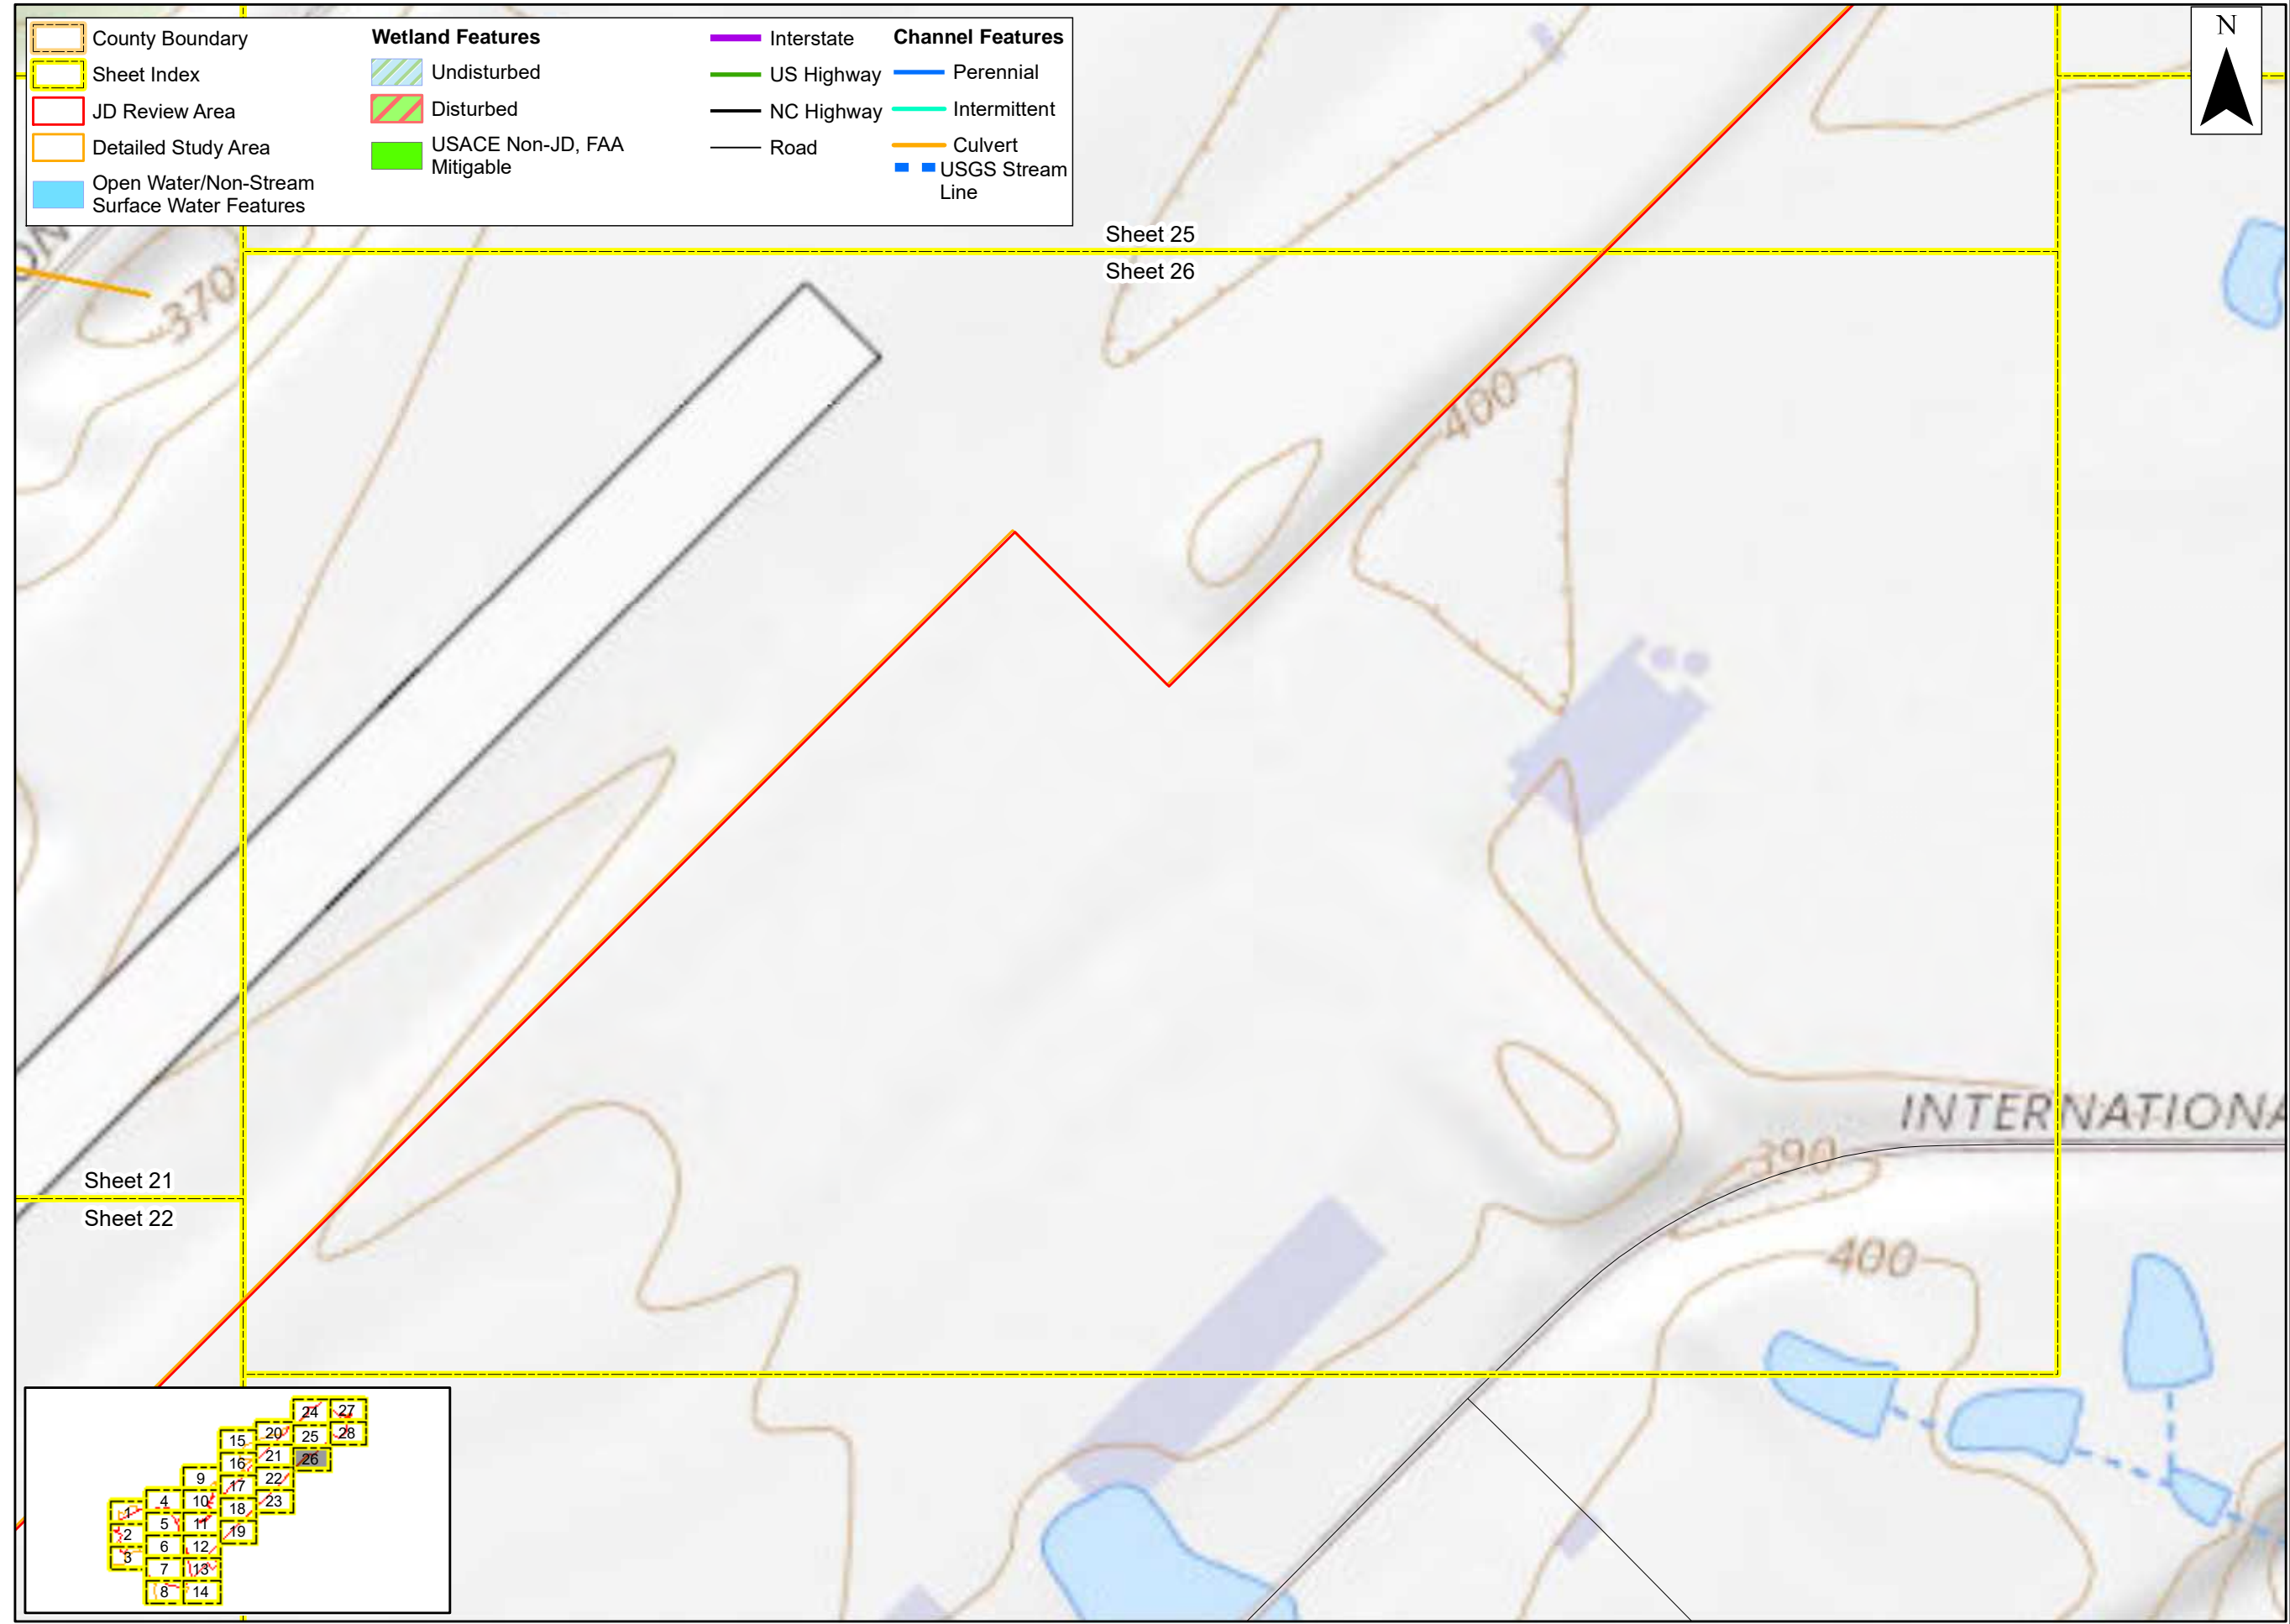 County Boundary
Sheet Index
JD Review Area
Detailed Study Area
Open Water/Non-Stream
Surface Water Features
Wetland Features
Undisturbed
Disturbed
USACE Non-JD, FAA
Mitigable
Interstate
US Highway
NC Highway
Road
Channel Features
Perennial
Intermittent
Culvert
USGS Stream
Line
N
Sheet 25
Sheet 26
ON
370
400
INTERNATIONA
390
400
Sheet 21
Sheet 22
24
27
15
20
25
28
16
21
26
9
17
22
4
10
18
23
1
5
11
19
2
6
12
3
7
13
8
14